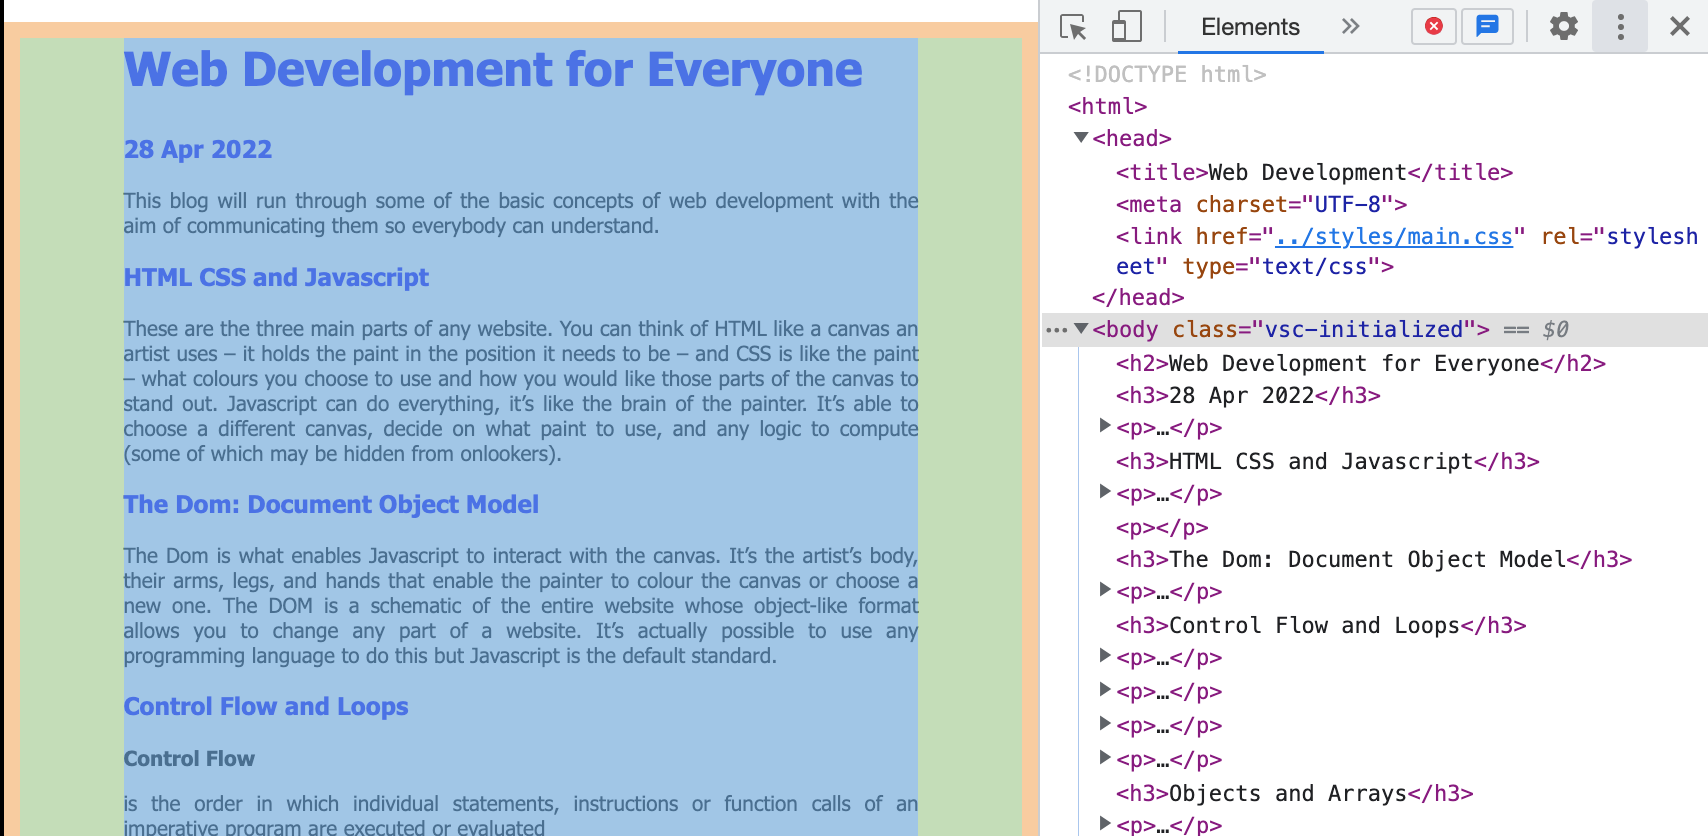 Web Development for Everyone
28 Apr 2022
This blog will run through some of the basic concepts of web development with the
aim of communicating them so everybody can understand.
HTML CSS and Javascript
These are the three main parts of any website. You can think of HTML like a canvas an
artist uses – it holds the paint in the position it needs to be – and CSS is like the paint
– what colours you choose to use and how you would like those parts of the canvas to
stand out. Javascript can do everything, it’s like the brain of the painter. It’s able to
choose a different canvas, decide on what paint to use, and any logic to compute
(some of which may be hidden from onlookers).
The Dom: Document Object Model
The Dom is what enables Javascript to interact with the canvas. It’s the artist’s body,
their arms, legs, and hands that enable the painter to colour the canvas or choose a
new one. The DOM is a schematic of the entire website whose object-like format
allows you to change any part of a website. It’s actually possible to use any
programming language to do this but Javascript is the default standard.
Control Flow and Loops
Control Flow
is the order in which individual statements, instructions or function calls of an
imperative program are executed or evaluated
Elements
<!DOCTYPE html>
<html>
<head>
<title>Web Development</title>
<meta charset="UTF-8">
<link href="../styles/main.css" rel="stylesh
eet" type="text/css">
</head>
<body class="vsc-initialized"> == $0
<h2>Web Development for Everyone</h2>
<h3>28 Apr 2022</h3>
<p>…</p>
<h3>HTML CSS and Javascript</h3>
<p>…</p>
<p></p>
<h3>The Dom: Document Object Model</h3>
<p>…</p>
<h3>Control Flow and Loops</h3>
<p>…</p>
<p>…</p>
<p>…</p>
<p>…</p>
<h3>Objects and Arrays</h3>
<p>…</p>